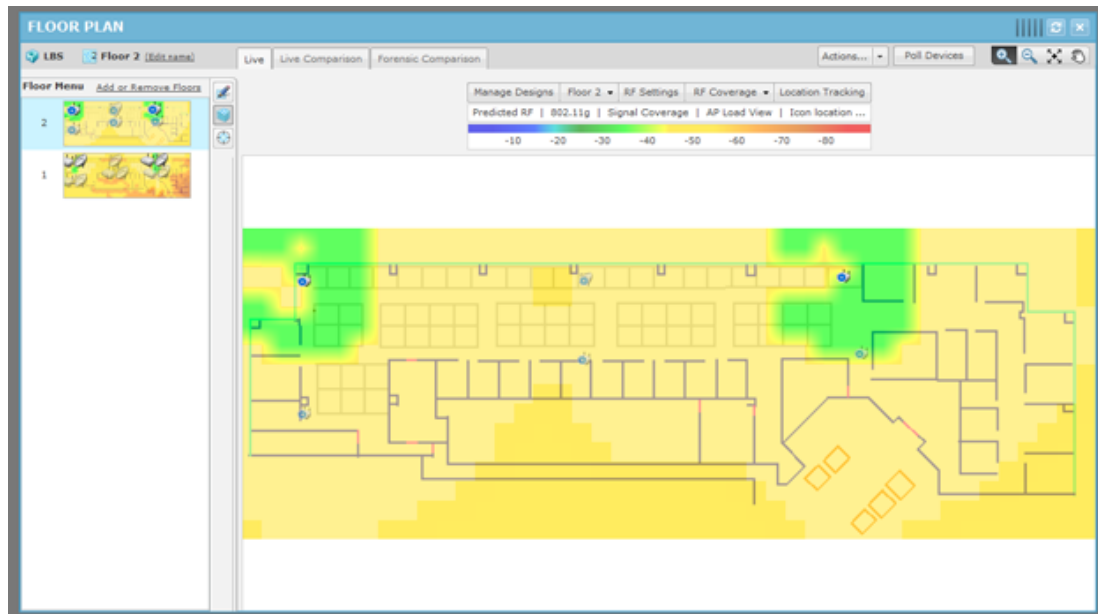 FLOOR PLAN
LBS Floor 2 (Edit name) Live Live Comparison Forensic Comparison Actions... Poll Devices
Floor Menu Add or Remove Floors
Manage Designs Floor 2 RF Settings RF Coverage Location Tracking
Predicted RF | 802.11g | Signal Coverage | AP Load View | Icon location ...
-10 -20 -30 -40 -50 -60 -70 -80
2
1